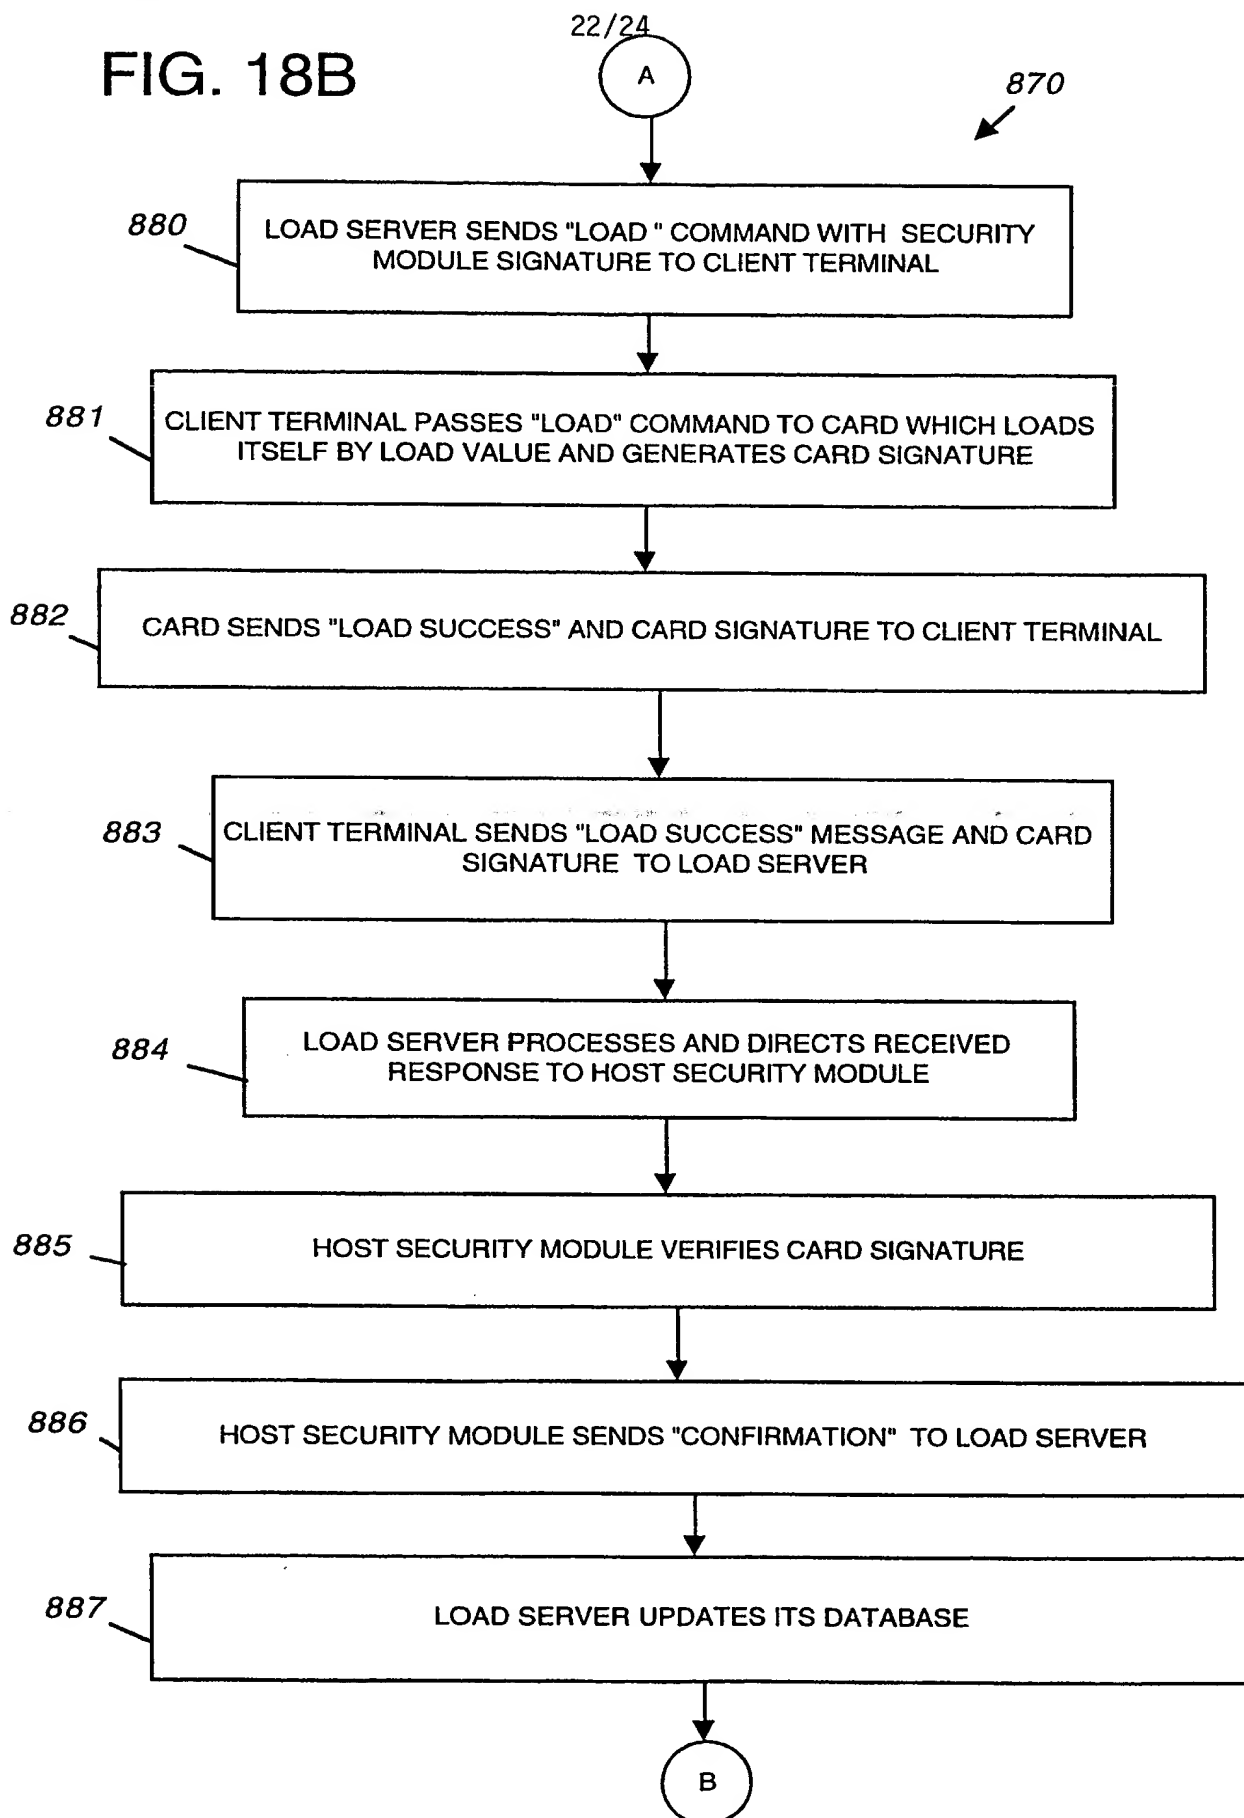 22/24
FIG. 18B
A
870
880
LOAD SERVER SENDS "LOAD " COMMAND WITH SECURITY
MODULE SIGNATURE TO CLIENT TERMINAL
881
CLIENT TERMINAL PASSES "LOAD" COMMAND TO CARD WHICH LOADS
ITSELF BY LOAD VALUE AND GENERATES CARD SIGNATURE
882
CARD SENDS "LOAD SUCCESS" AND CARD SIGNATURE TO CLIENT TERMINAL
883
CLIENT TERMINAL SENDS "LOAD SUCCESS" MESSAGE AND CARD
SIGNATURE TO LOAD SERVER
884
LOAD SERVER PROCESSES AND DIRECTS RECEIVED
RESPONSE TO HOST SECURITY MODULE
885
HOST SECURITY MODULE VERIFIES CARD SIGNATURE
886
HOST SECURITY MODULE SENDS "CONFIRMATION" TO LOAD SERVER
887
LOAD SERVER UPDATES ITS DATABASE
B